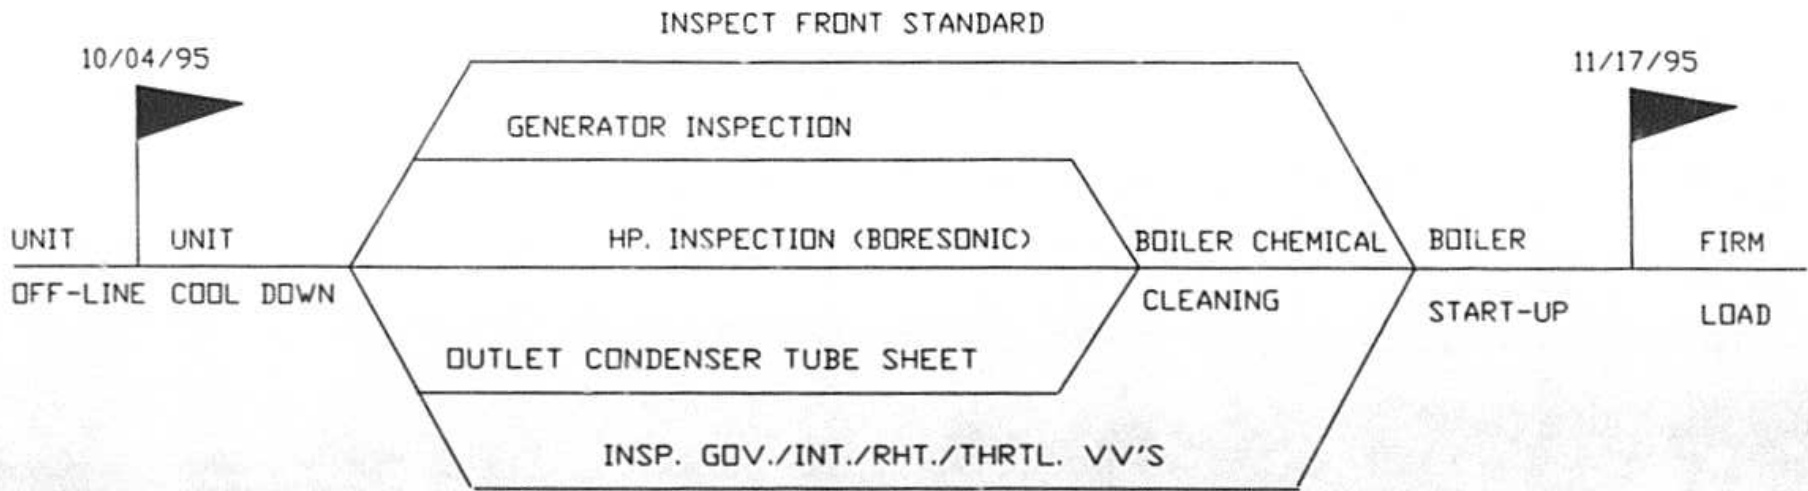 INSPECT FRONT STANDARD
10/04/95
11/17/95
GENERATOR INSPECTION
UNIT
UNIT
HP. INSPECTION (BORESONIC)
BOILER CHEMICAL
BOILER
FIRM
OFF-LINE
COOL DOWN
CLEANING
START-UP
LOAD
OUTLET CONDENSER TUBE SHEET
INSP. GOV./INT./RHT./THRTL. VV'S